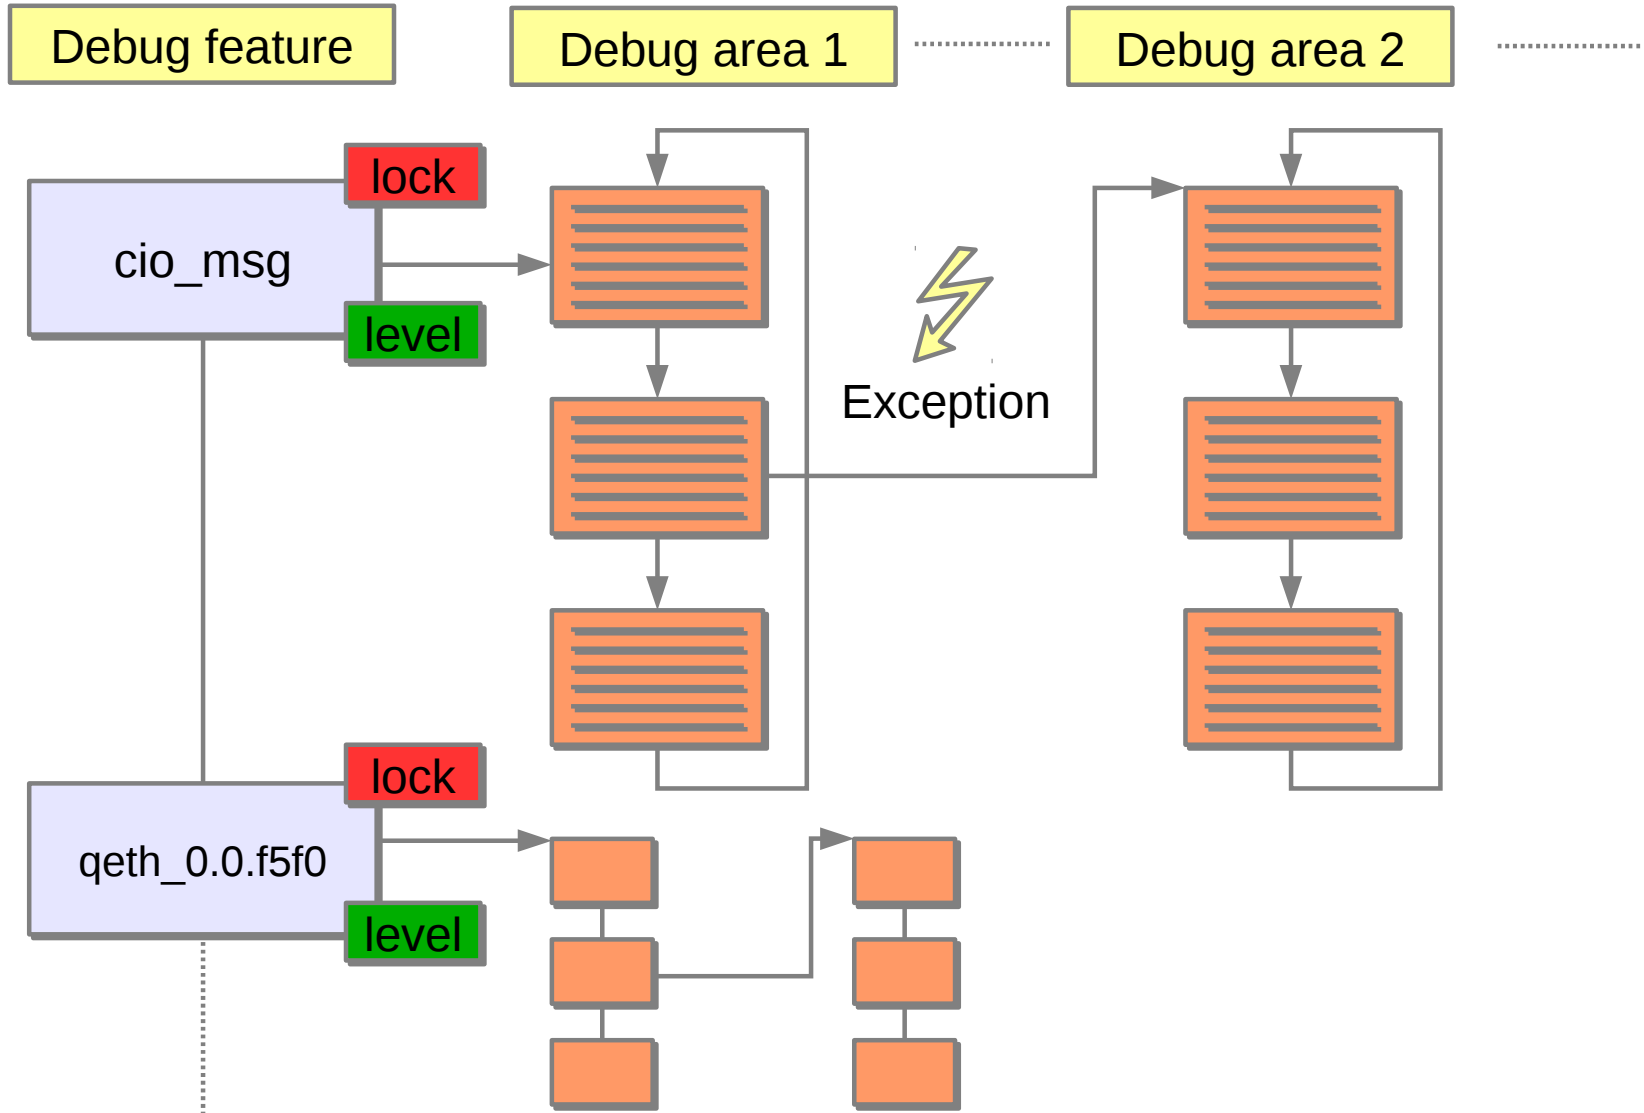 Debug feature
Debug area 1
Debug area 2
lock
cio_msg
level
Exception
lock
qeth_0.0.f5f0
level